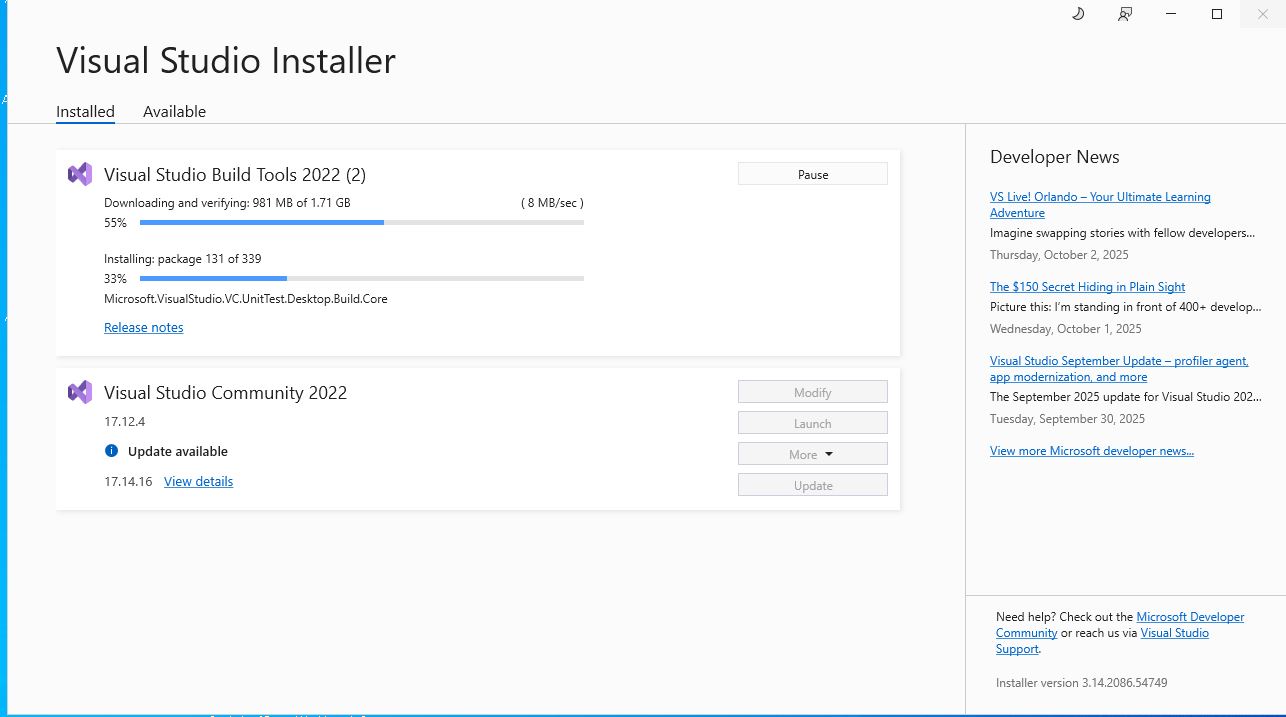 Visual Studio Installer
Installed
Available
Visual Studio Build Tools 2022 (2)
Pause
Downloading and verifying: 981 MB of 1.71 GB
( 8 MB/sec )
55%
Installing: package 131 of 339
33%
Microsoft.VisualStudio.VC.UnitTest.Desktop.Build.Core
Release notes
Visual Studio Community 2022
Modify
17.12.4
Launch
Update available
More
17.14.16 View details
Update
Developer News
VS Live! Orlando – Your Ultimate Learning
Adventure
Imagine swapping stories with fellow developers...
Thursday, October 2, 2025
The $150 Secret Hiding in Plain Sight
Picture this: I'm standing in front of 400+ develop...
Wednesday, October 1, 2025
Visual Studio September Update – profiler agent,
app modernization, and more
The September 2025 update for Visual Studio 202...
Tuesday, September 30, 2025
View more Microsoft developer news...
Need help? Check out the Microsoft Developer
Community or reach us via Visual Studio
Support.
Installer version 3.14.2086.54749